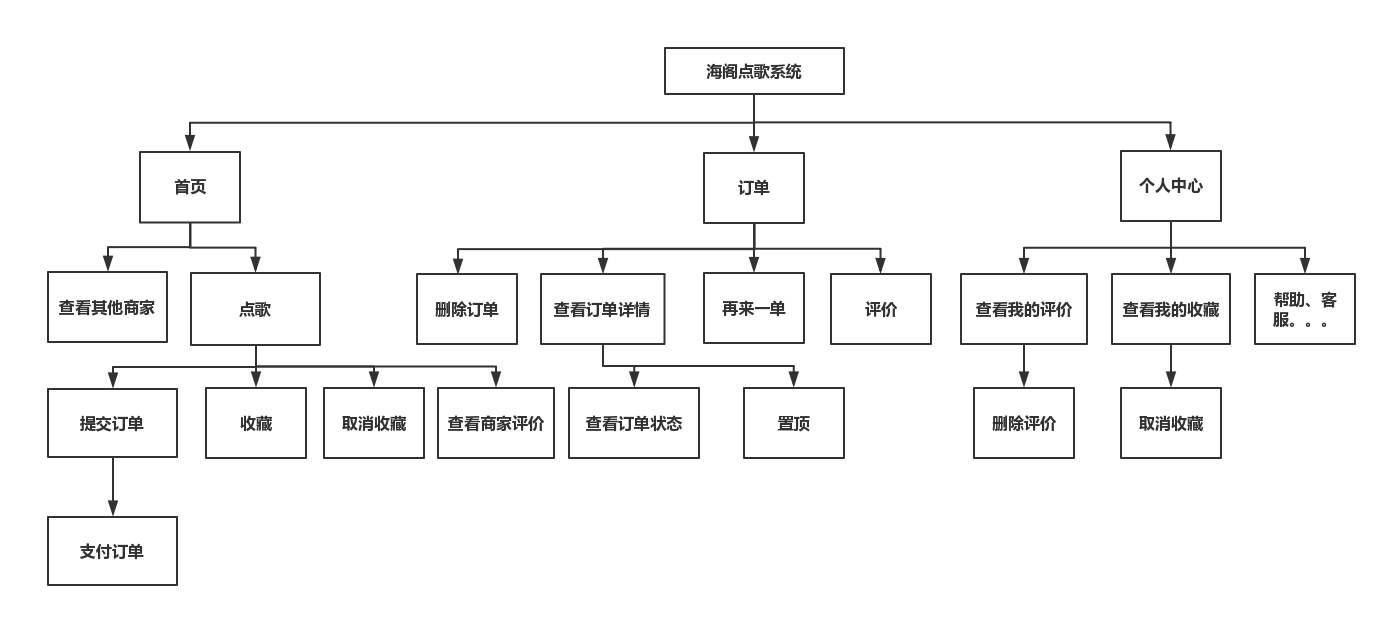 海阁点歌系统
首页
订单
个人中心
查看其他商家
点歌
删除订单
查看订单详情
再来一单
评价
查看我的评价
查看我的收藏
帮助、客
服。。。
提交订单
收藏
取消收藏
查看商家评价
查看订单状态
置顶
删除评价
取消收藏
支付订单